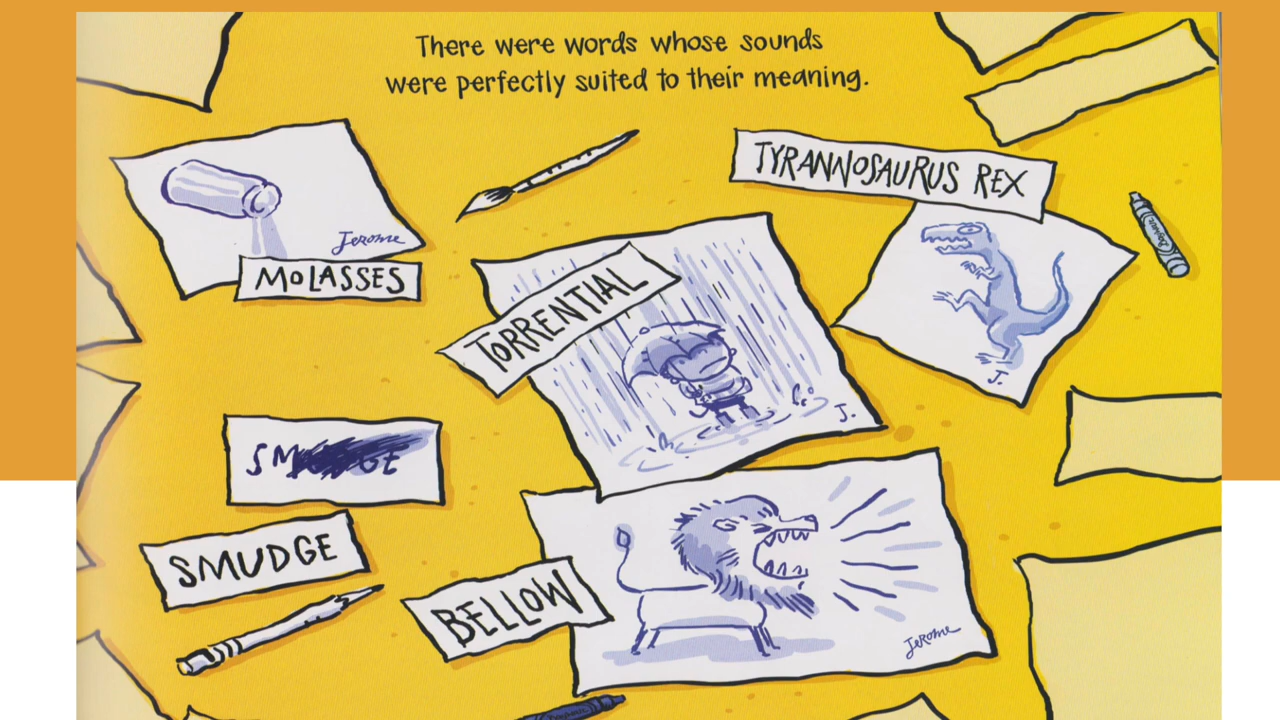 There were words whose sounds
were perfectly suited to their meaning.
TYRANNOSAURUS REX
Jerome
MOLASSES
TORRENTIAL
J.
J.
SMUDGE
SMUDGE
BELLOW
Jerome